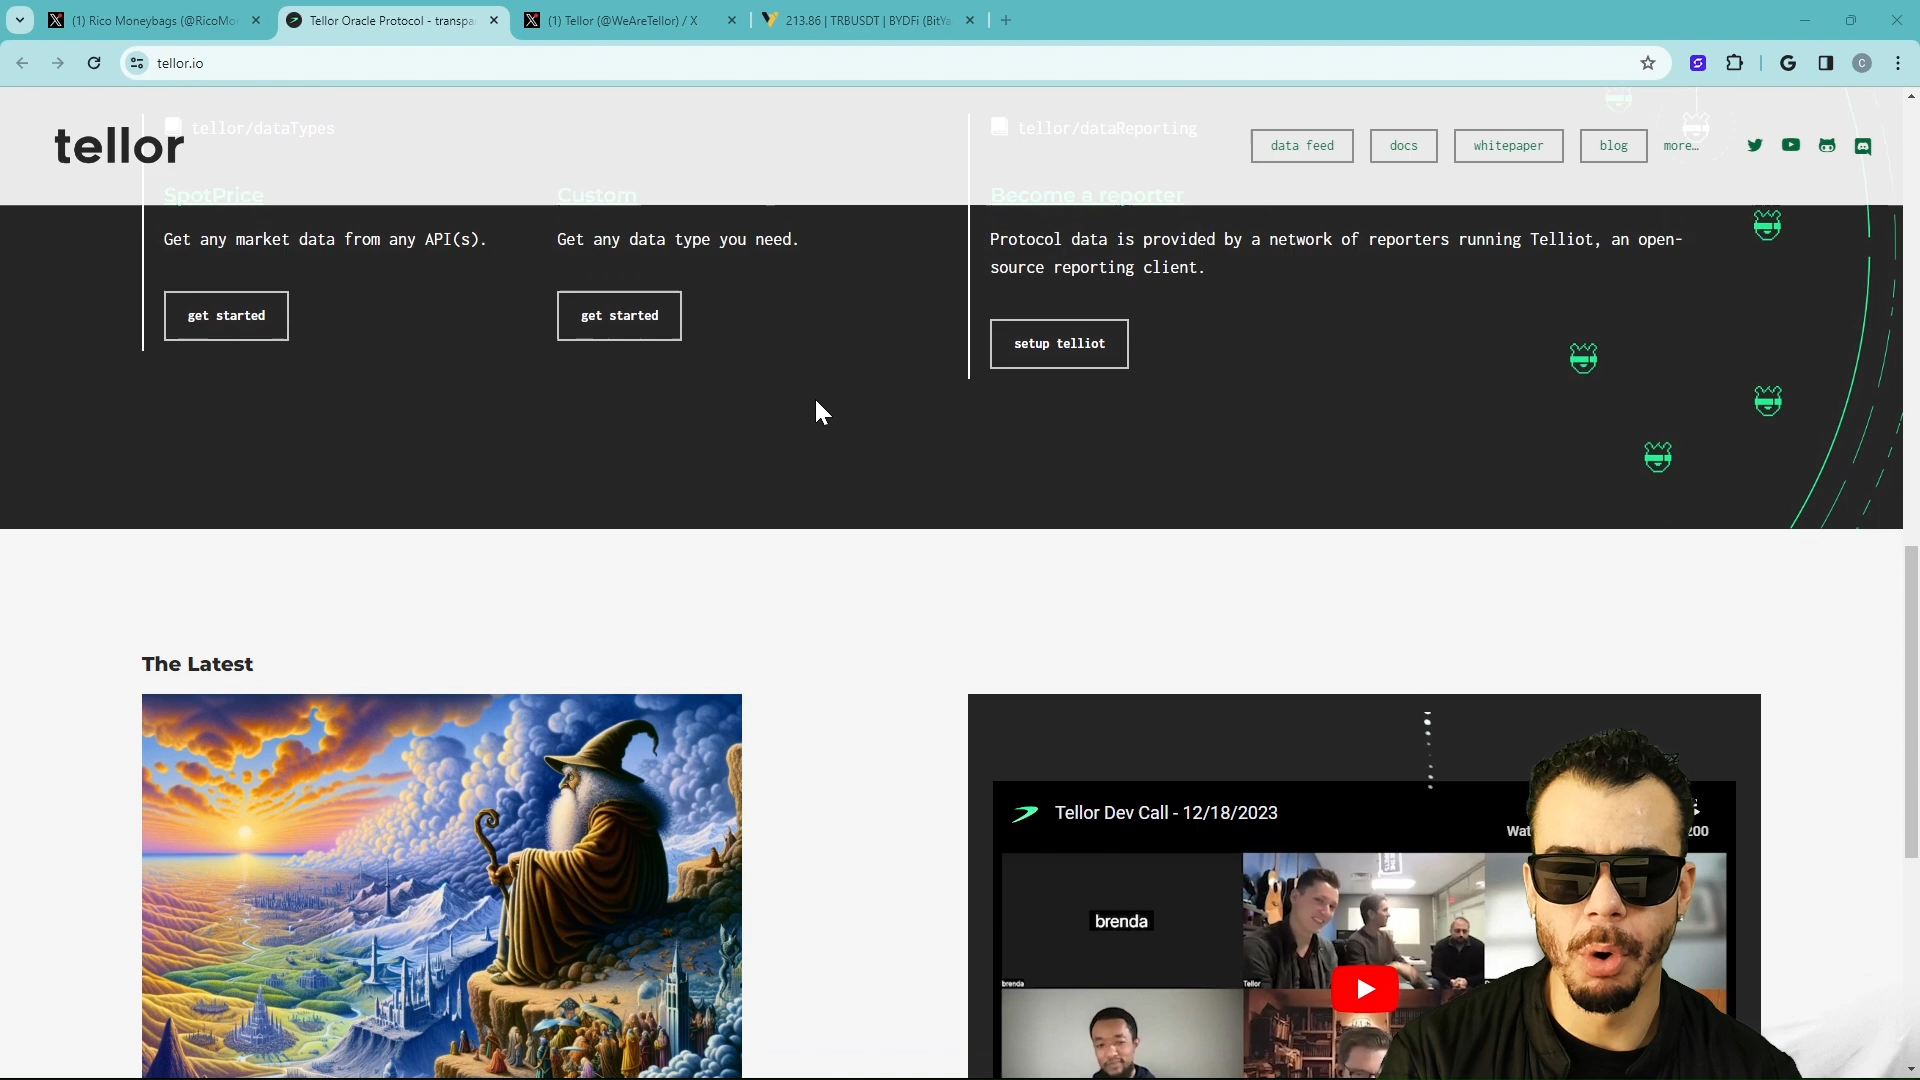 (1) Rico Moneybags (@RicoMo
Tellor Oracle Protocol - transpa
(1) Tellor (@WeAreTellor) / X
213.86 | TRBUSDT | BYDFi (BitYa
tellor.io
C
tellor
tellor/dataTypes
tellor/dataReporting
data feed
docs
whitepaper
blog
more…
SpotPrice
Custom
Become a reporter
Get any market data from any API(s).
Get any data type you need.
Protocol data is provided by a network of reporters running Telliot, an open-
source reporting client.
get started
get started
setup telliot
The Latest
Tellor Dev Call - 12/18/2023
brenda
brenda
Tellor